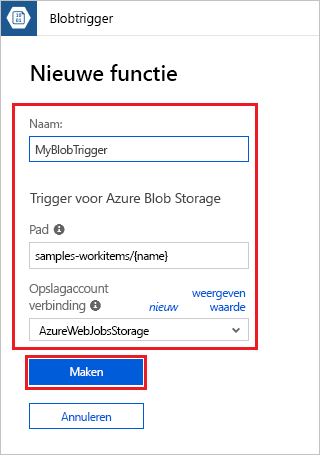 Blobtrigger
Nieuwe functie
Naam:
MyBlobTrigger
Trigger voor Azure Blob Storage
Pad
samples-workitems/{name}
Opslagaccount weergeven
verbinding nieuw waarde
AzureWebJobsStorage
Maken
Annuleren